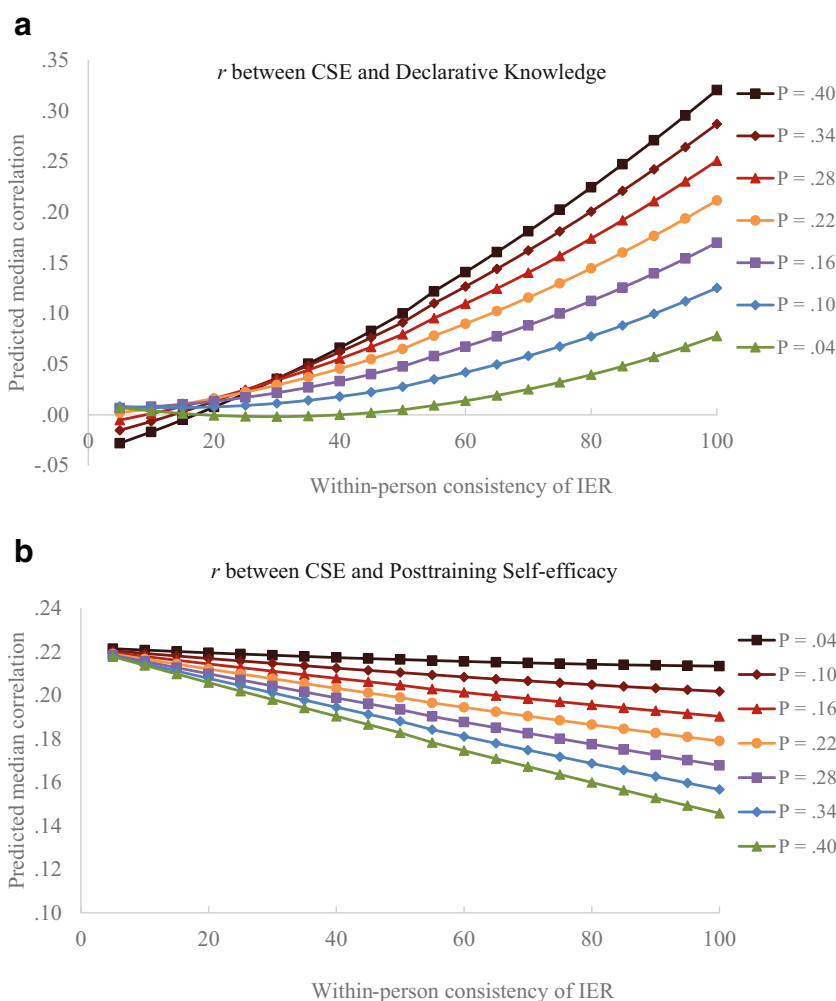 a
r between CSE and Declarative Knowledge
.35
.30
.25
.20
.15
.10
.05
.00
-.05
0
20
40
60
80
100
Predicted median correlation
Within-person consistency of IER
P = .40
P = .34
P = .28
P = .22
P = .16
P = .10
P = .04
b
r between CSE and Posttraining Self-efficacy
.24
.22
.20
.18
.16
.14
.12
.10
0
20
40
60
80
100
Predicted median correlation
Within-person consistency of IER
P = .04
P = .10
P = .16
P = .22
P = .28
P = .34
P = .40